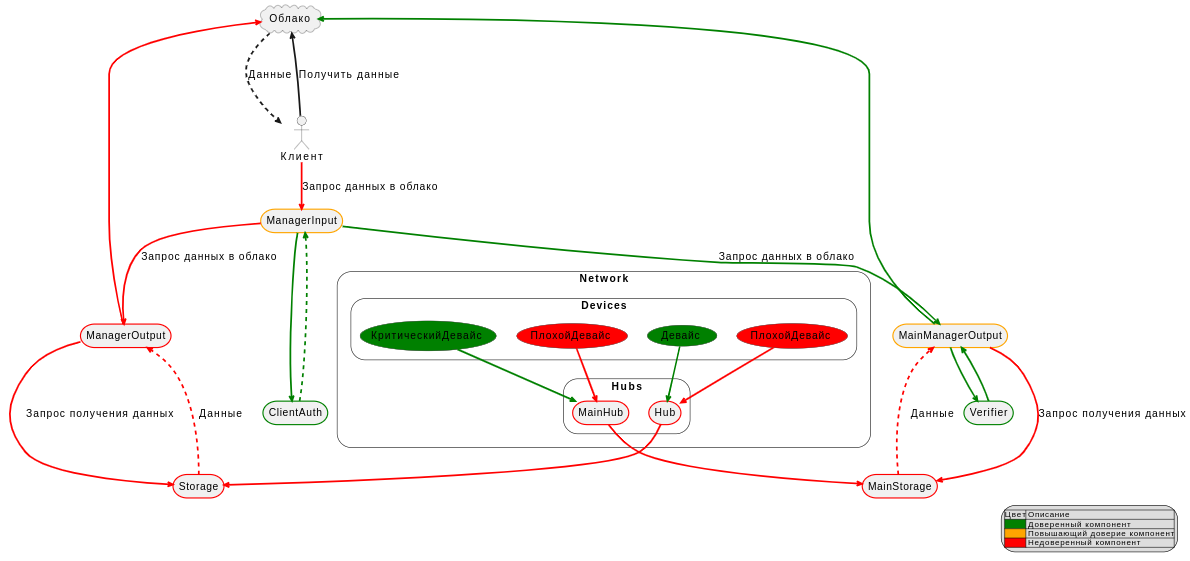 Облако
Данные
Получить данные
Клиент
Запрос данных в облако
ManagerInput
Запрос данных в облако
Запрос данных в облако
Network
Devices
ManagerOutput
КритическийДевайс
ПлохойДевайс
Девайс
ПлохойДевайс
MainManagerOutput
Hubs
Запрос получения данных
Данные
ClientAuth
MainHub
Hub
Данные
Verifier
Запрос получения данных
Storage
MainStorage
Цвет Описание
Доверенный компонент
Повышающий доверие компонент
Недоверенный компонент